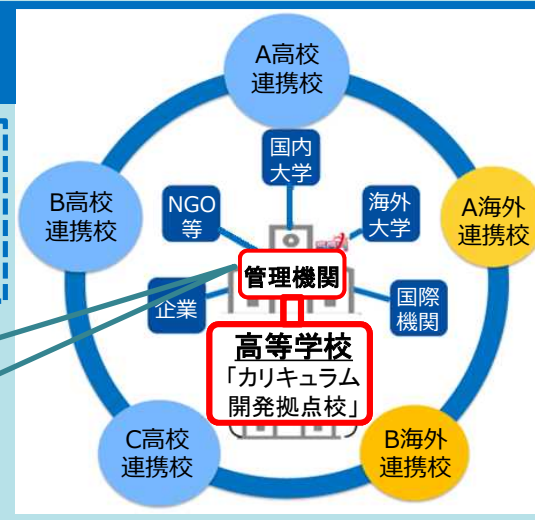 A高校
連携校
国内
大学
B高校
連携校
NGO
等
海外
大学
A海外
連携校
管理機関
企業
国際
機関
高等学校
「カリキュラム
開発拠点校」
C高校
連携校
B海外
連携校